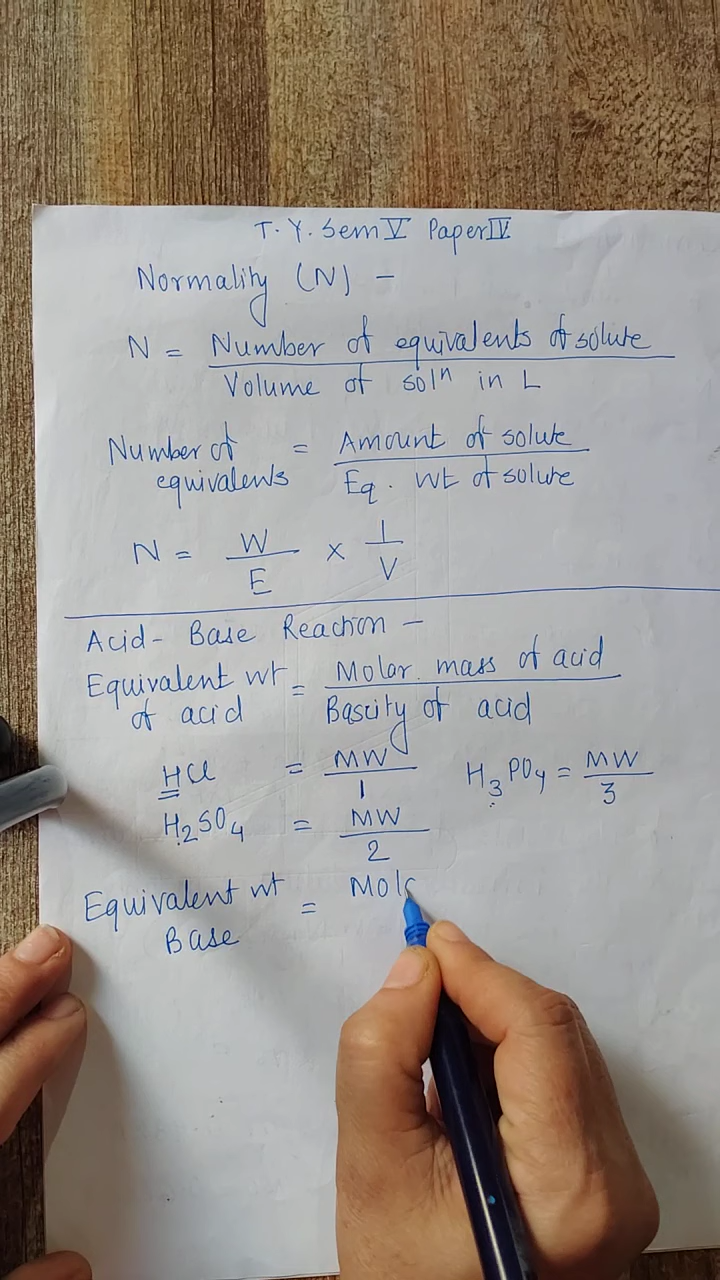 T. Y. Sem V Paper IV
Normality (N) -
N = Number of equivalents of solute
Volume of solⁿ in L
Number of equivalents = Amount of solute
Eq. Wt of solute
N = W/E × 1/V
Acid-Base Reaction -
Equivalent wt of acid = Molar mass of acid
Bascity of acid
HCl = MW/1 H₃PO₄ = MW/3
H₂SO₄ = MW/2
Equivalent wt Base = Mola